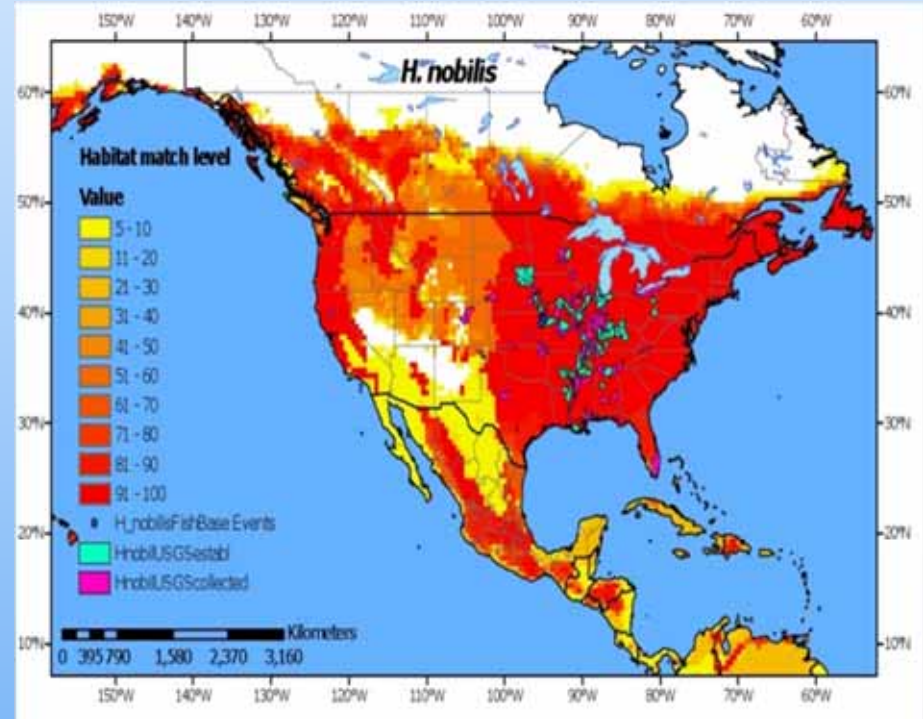 150°W 140°W 130°W 120°W 110°W 100°W 90°W 80°W 70°W 60°W
H. nobilis
60°N 60°N
Habitat match level
Value
50°N 50°N
5 - 10
11 - 20
21 - 30
40°N 40°N
31 - 40
41 - 50
51 - 60
61 - 70
30°N 30°N
71 - 80
81 - 90
91 - 100
H_nobilisFishBase Events
20°N 20°N
HnobilUSGSestabl
HnobilUSGScollected
Kilometers
10°N 10°N
0 395 790 1,580 2,370 3,160
150°W 140°W 130°W 120°W 110°W 100°W 90°W 80°W 70°W 60°W